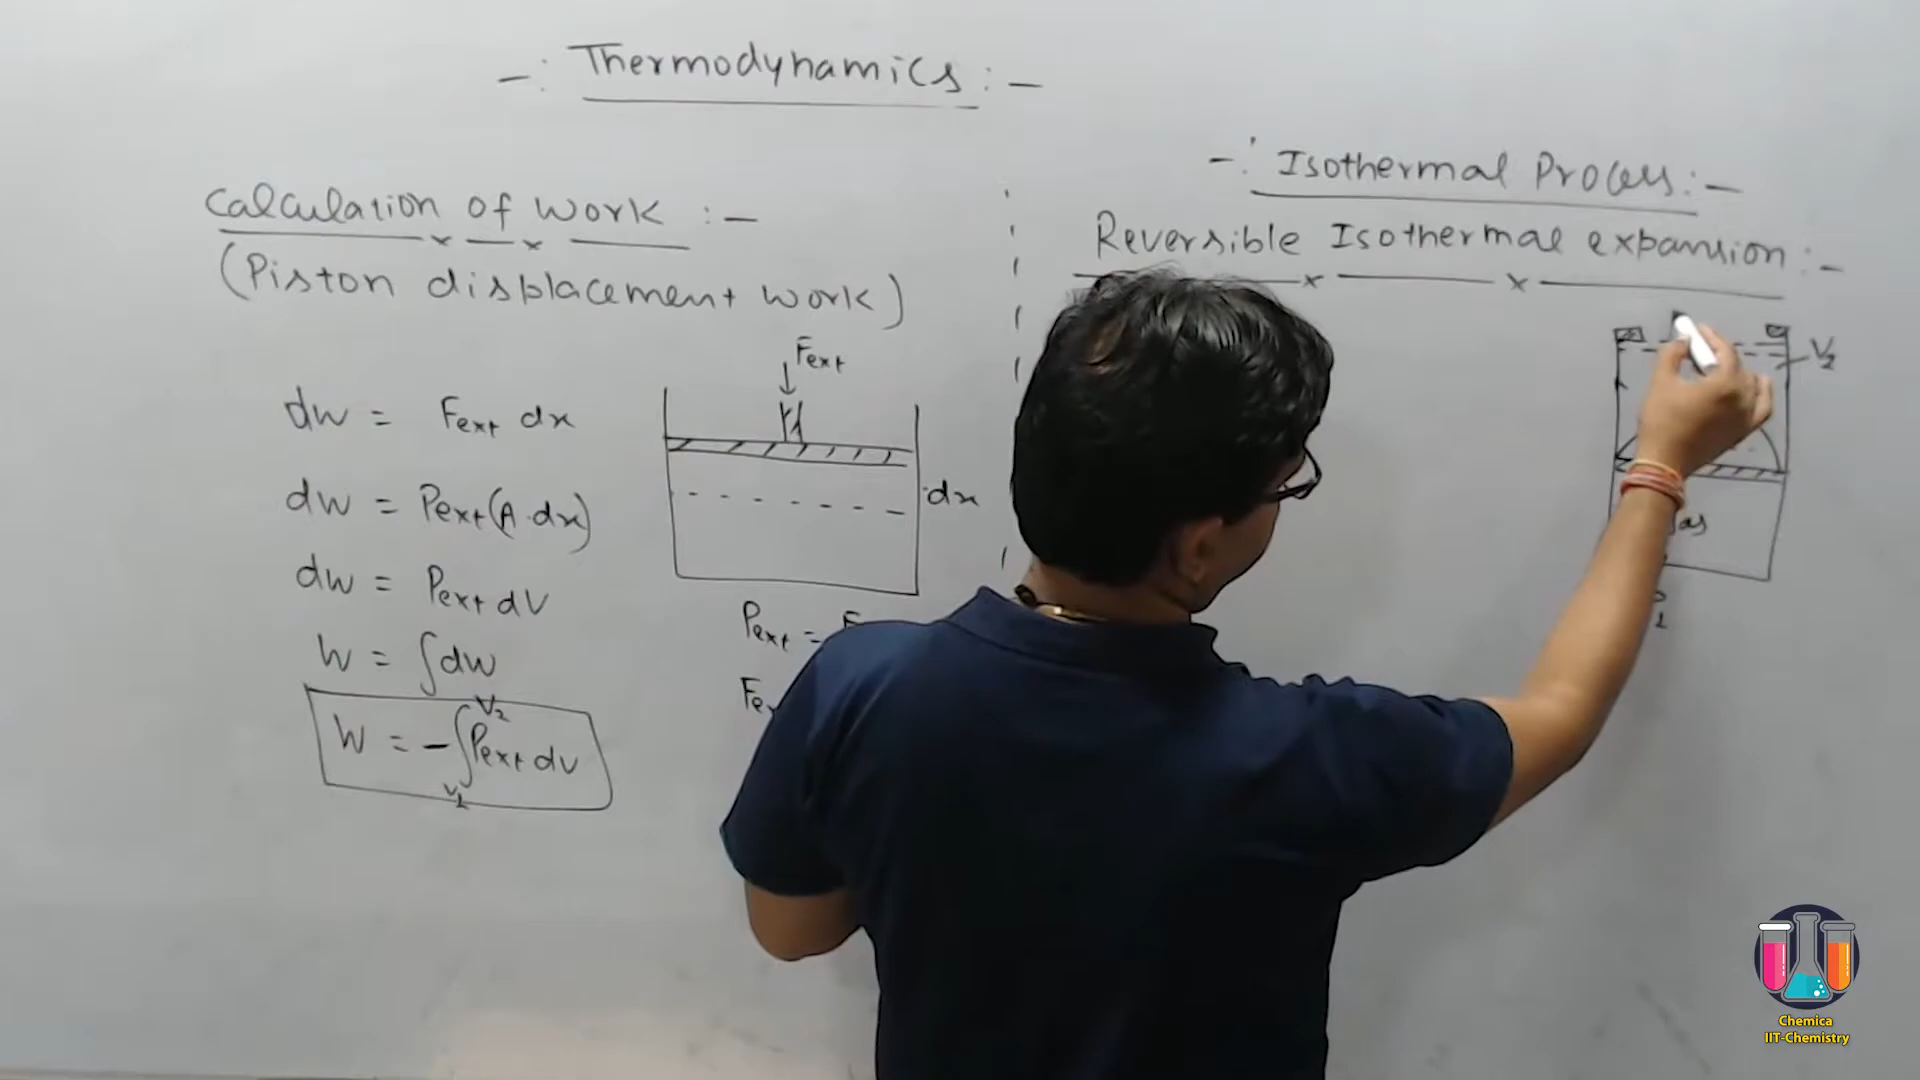 -: Thermodynamics :-
Calculation of work :-
(Piston displacement work)
dw = Fext dx
dw = Pext(A.dx)
dw = Pext dV
W = ∫dw
W = -∫Pext dv
V2
V1
Fext
dx
Pext =
-: Isothermal Process :-
Reversible Isothermal expansion :-
V2
Chemica
IIT-Chemistry